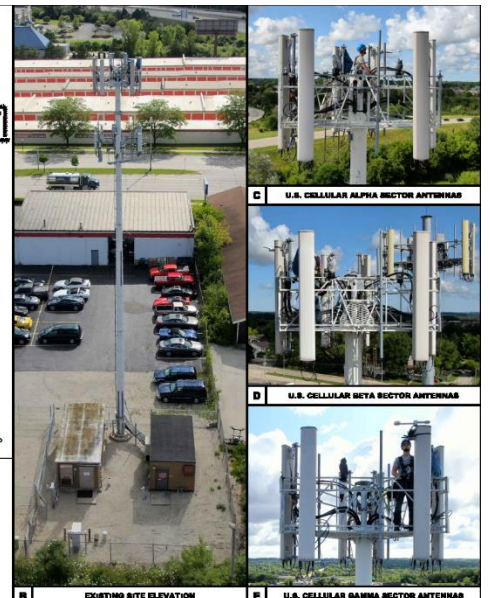 C U.S. CELLULAR ALPHA SECTOR ANTENNAS
D U.S. CELLULAR BETA SECTOR ANTENNAS
B EXISTING SITE ELEVATION
E U.S. CELLULAR GAMMA SECTOR ANTENNAS